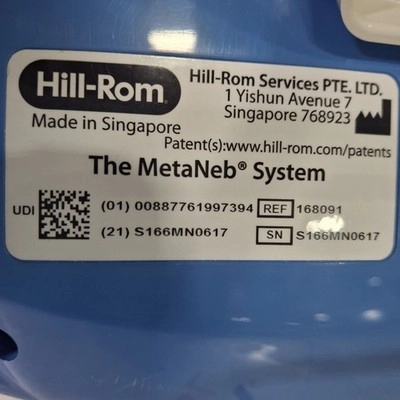 Hill-Rom
Hill-Rom Services PTE. LTD.
1 Yishun Avenue 7
Singapore 768923
Made in Singapore
Patent(s):www.hill-rom.com/patents
The MetaNeb® System
UDI
(01) 00887761997394 REF 168091
(21) S166MN0617 SN S166MN0617